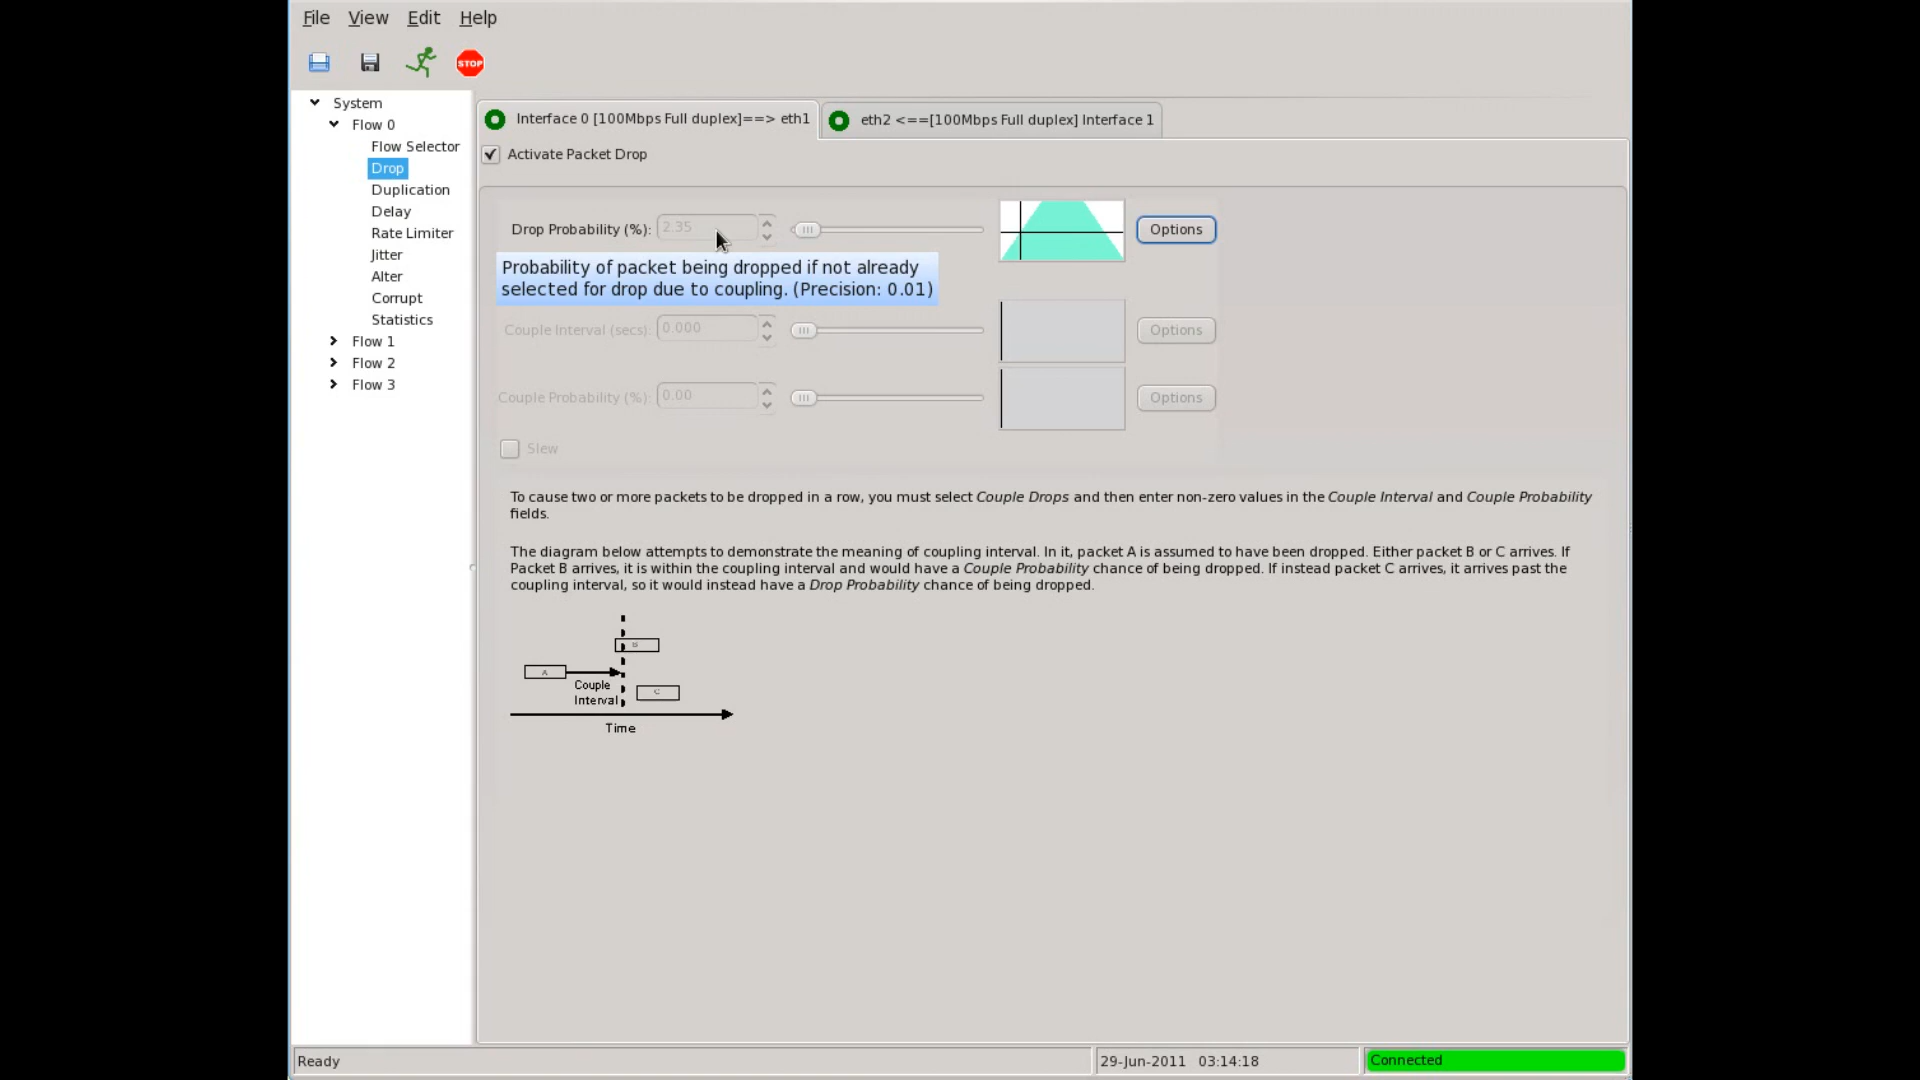 File View Edit Help
STOP
System
Flow 0
Flow Selector
Drop
Duplication
Delay
Rate Limiter
Jitter
Alter
Corrupt
Statistics
Flow 1
Flow 2
Flow 3
Interface 0 [100Mbps Full duplex]==> eth1
eth2 <==[100Mbps Full duplex] Interface 1
Activate Packet Drop
Drop Probability (%): 2.35 Options
Probability of packet being dropped if not already
selected for drop due to coupling. (Precision: 0.01)
Couple Interval (secs): 0.000 Options
Couple Probability (%): 0.00 Options
Slew
To cause two or more packets to be dropped in a row, you must select Couple Drops and then enter non-zero values in the Couple Interval and Couple Probability
fields.
The diagram below attempts to demonstrate the meaning of coupling interval. In it, packet A is assumed to have been dropped. Either packet B or C arrives. If
Packet B arrives, it is within the coupling interval and would have a Couple Probability chance of being dropped. If instead packet C arrives, it arrives past the
coupling interval, so it would instead have a Drop Probability chance of being dropped.
B
A
Couple
Interval
C
Time
Ready
29-Jun-2011 03:14:18
Connected